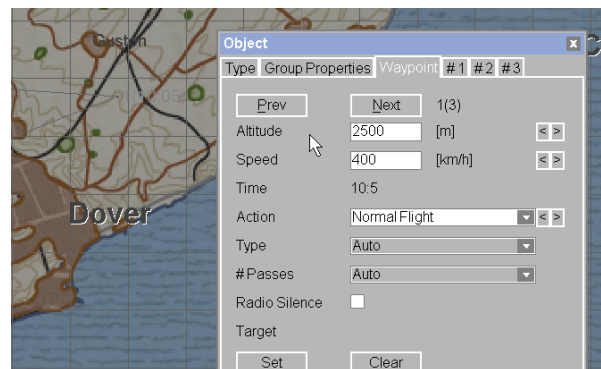 Guston
Object x
Type Group Properties Waypoint #1 #2 #3
Prev Next 1(3)
Altitude 2500 [m] < >
Speed 400 [km/h] < >
Time 10:5
Action Normal Flight < >
Dover
Type Auto
# Passes Auto
Radio Silence
Target
Set Clear